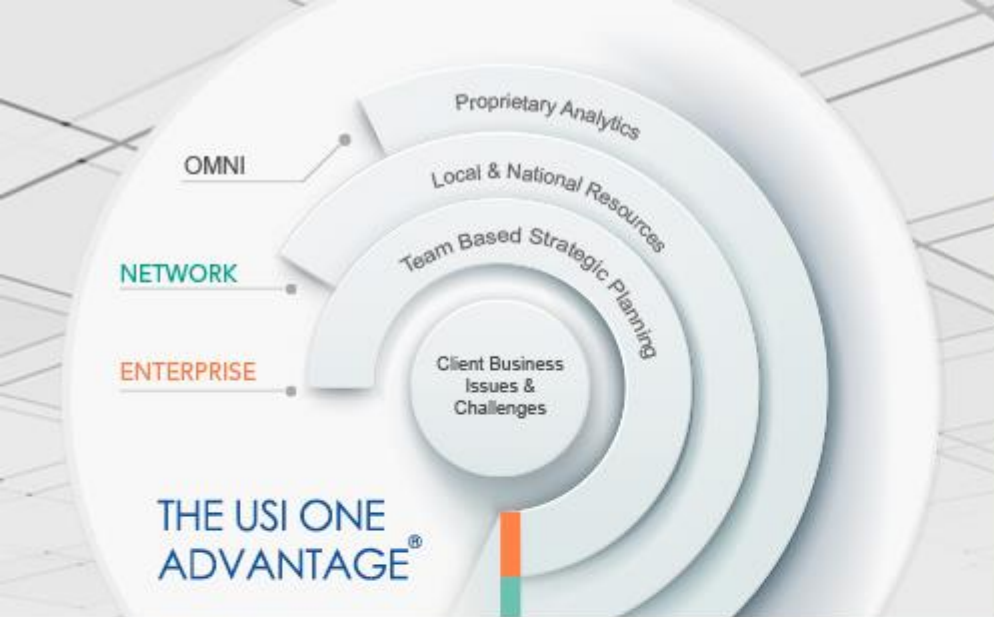 Proprietary Analytics
OMNI
Local & National Resources
Team Based Strategic Planning
NETWORK
ENTERPRISE
Client Business
Issues &
Challenges
THE USI ONE
ADVANTAGE®